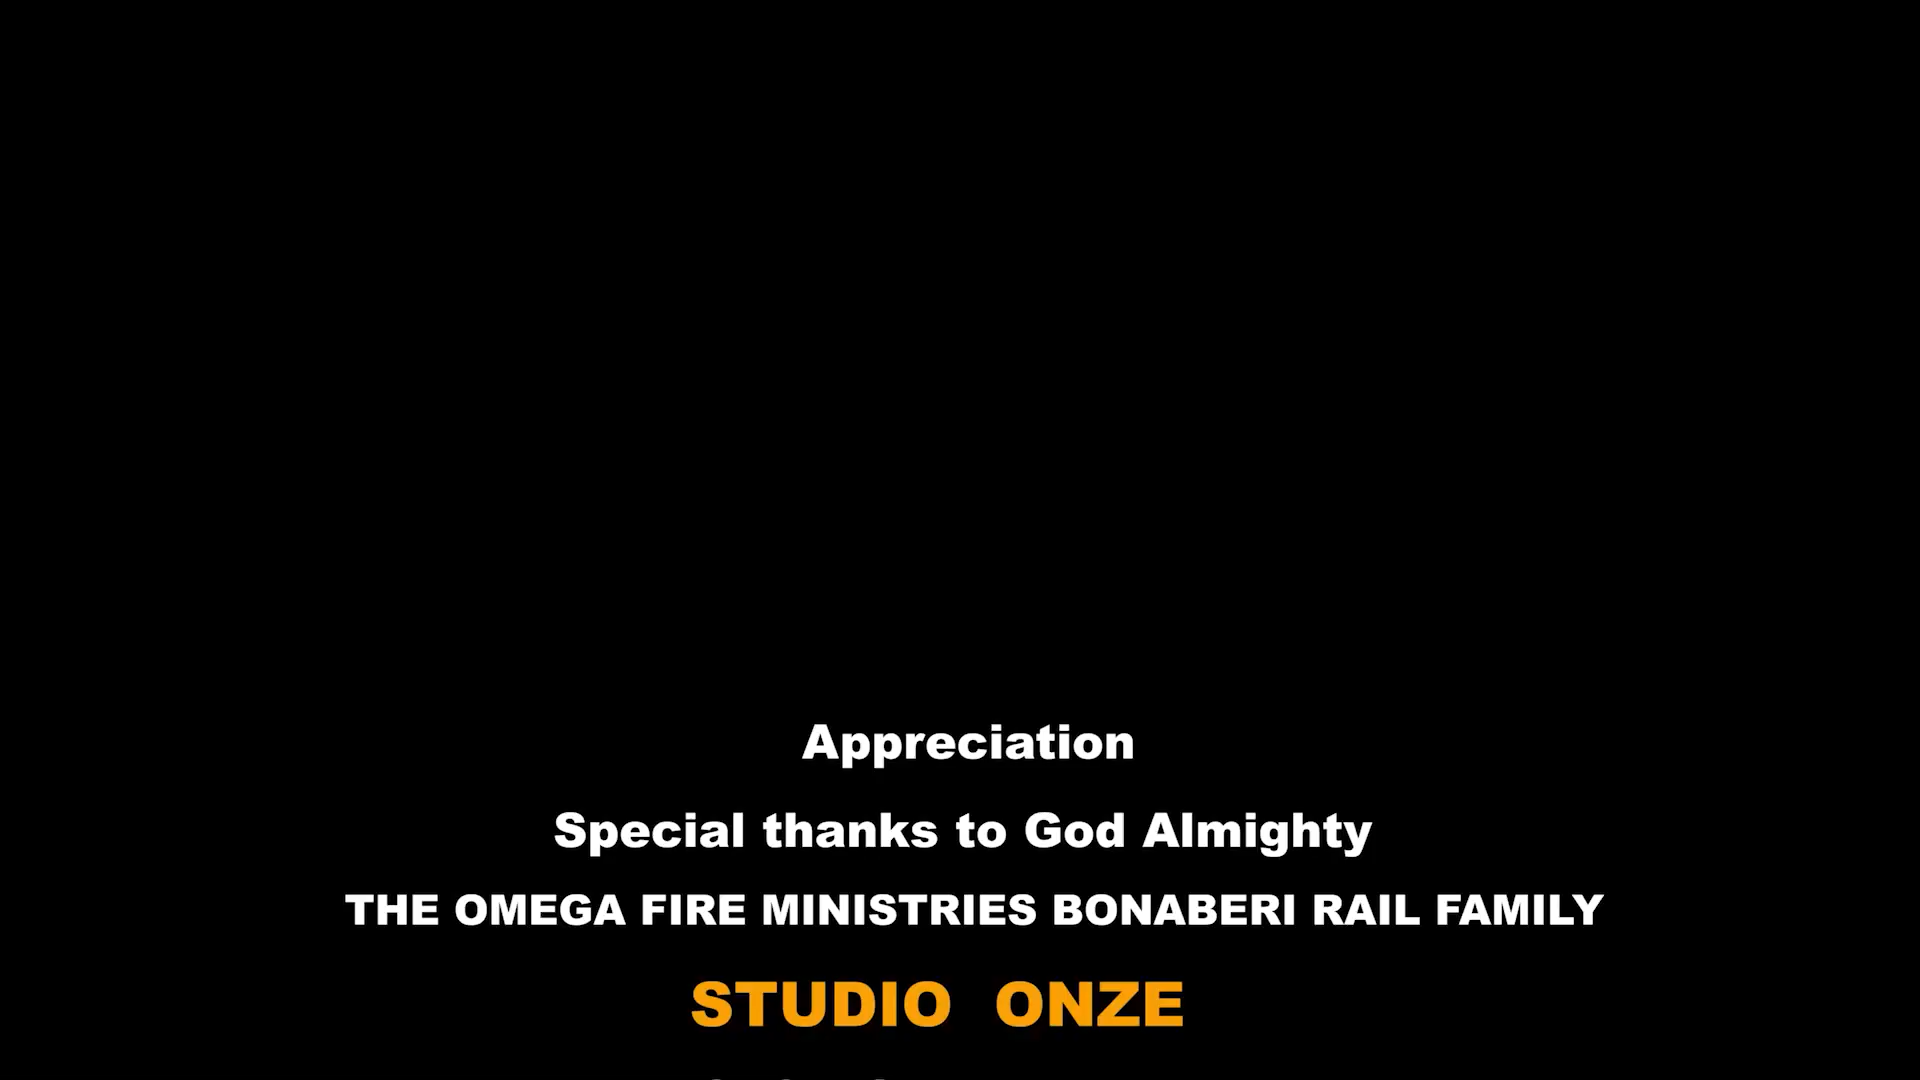 Appreciation
Special thanks to God Almighty
THE OMEGA FIRE MINISTRIES BONABERI RAIL FAMILY
STUDIO ONZE